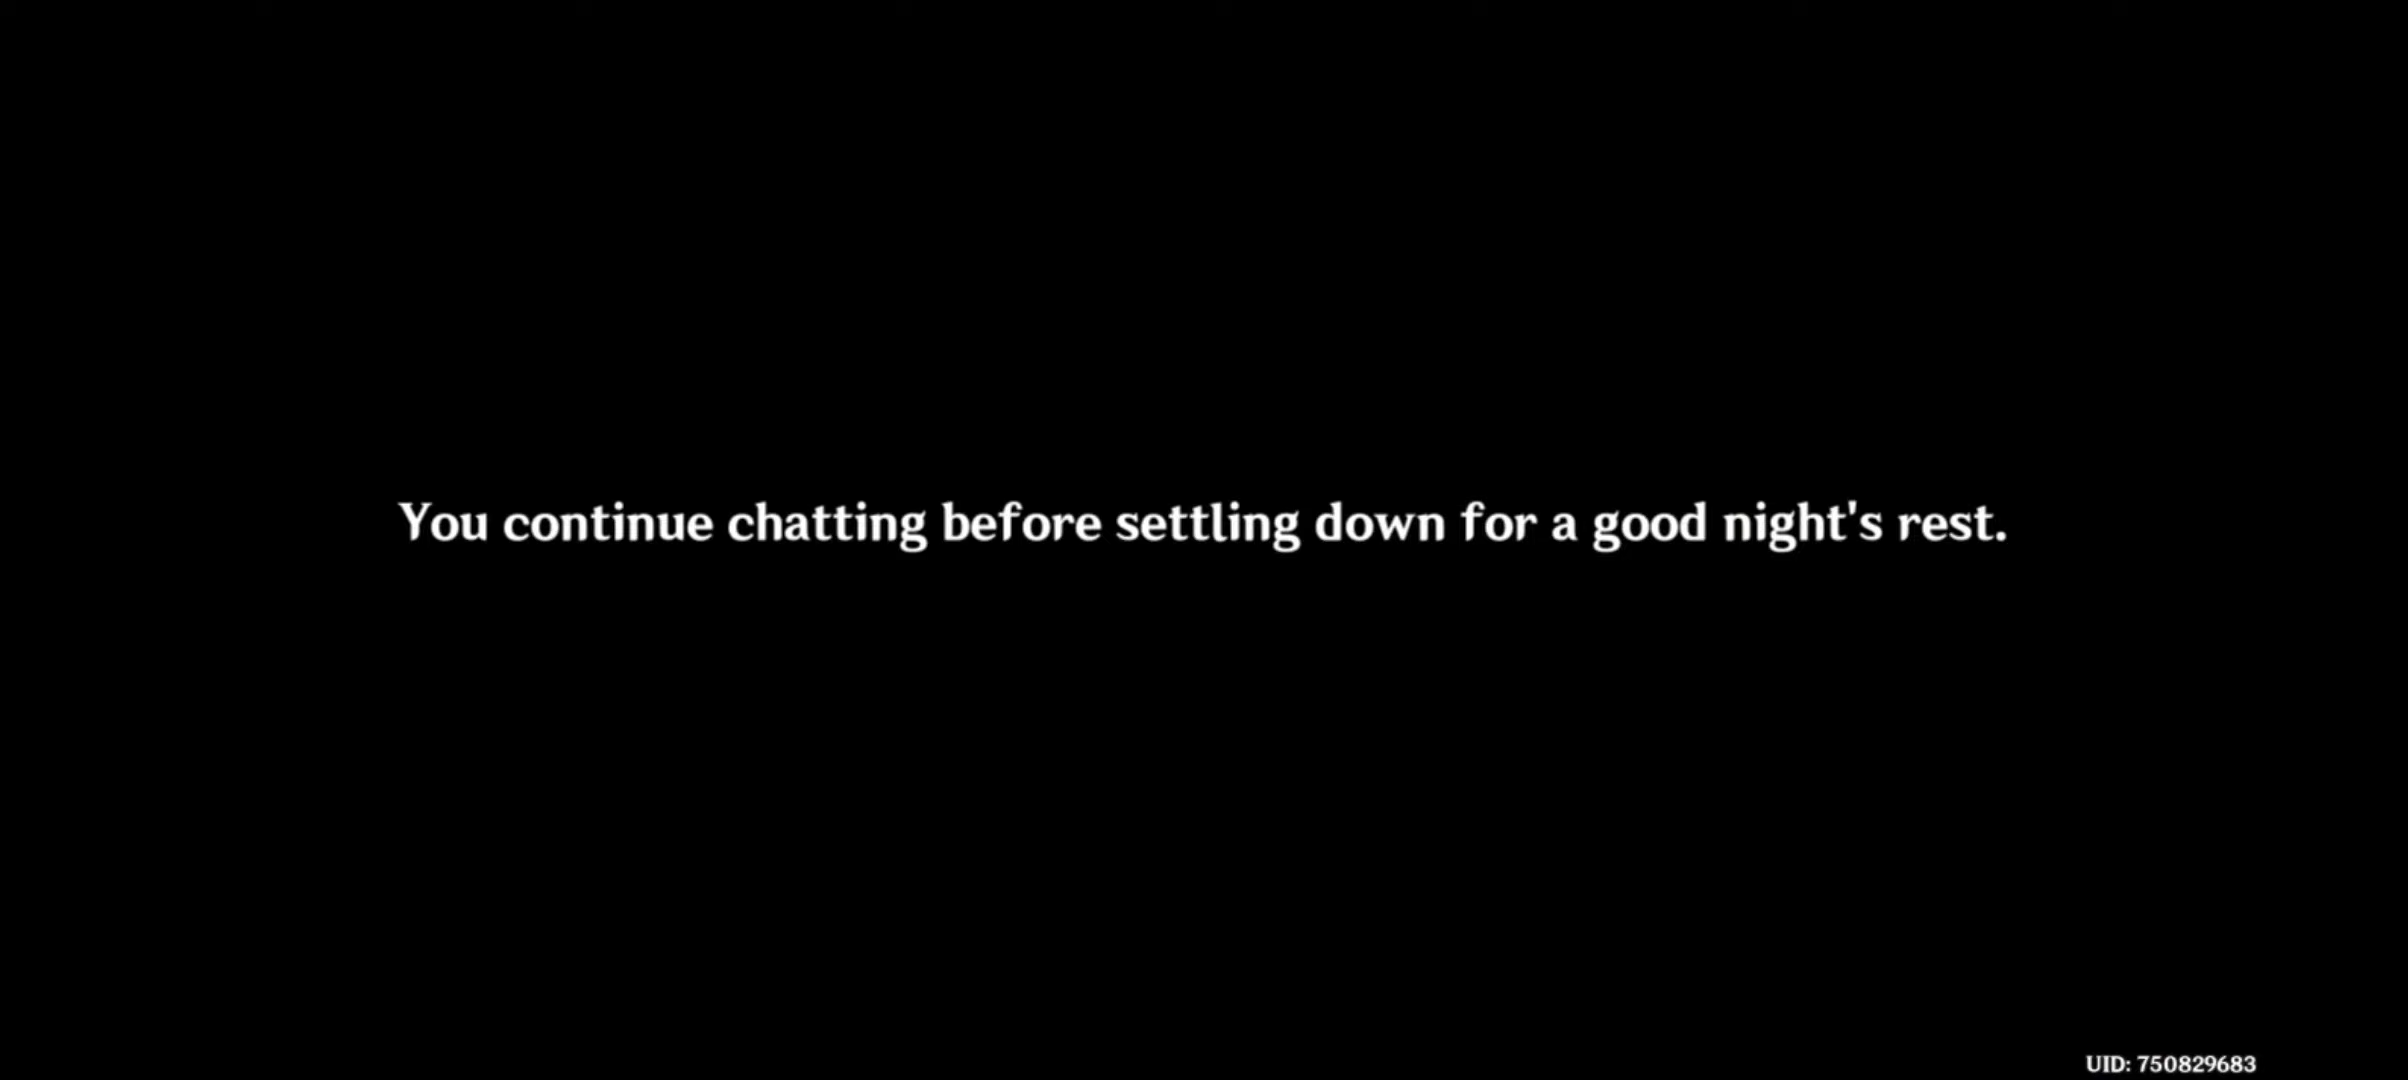 You continue chatting before settling down for a good night's rest.
UID: 750829683